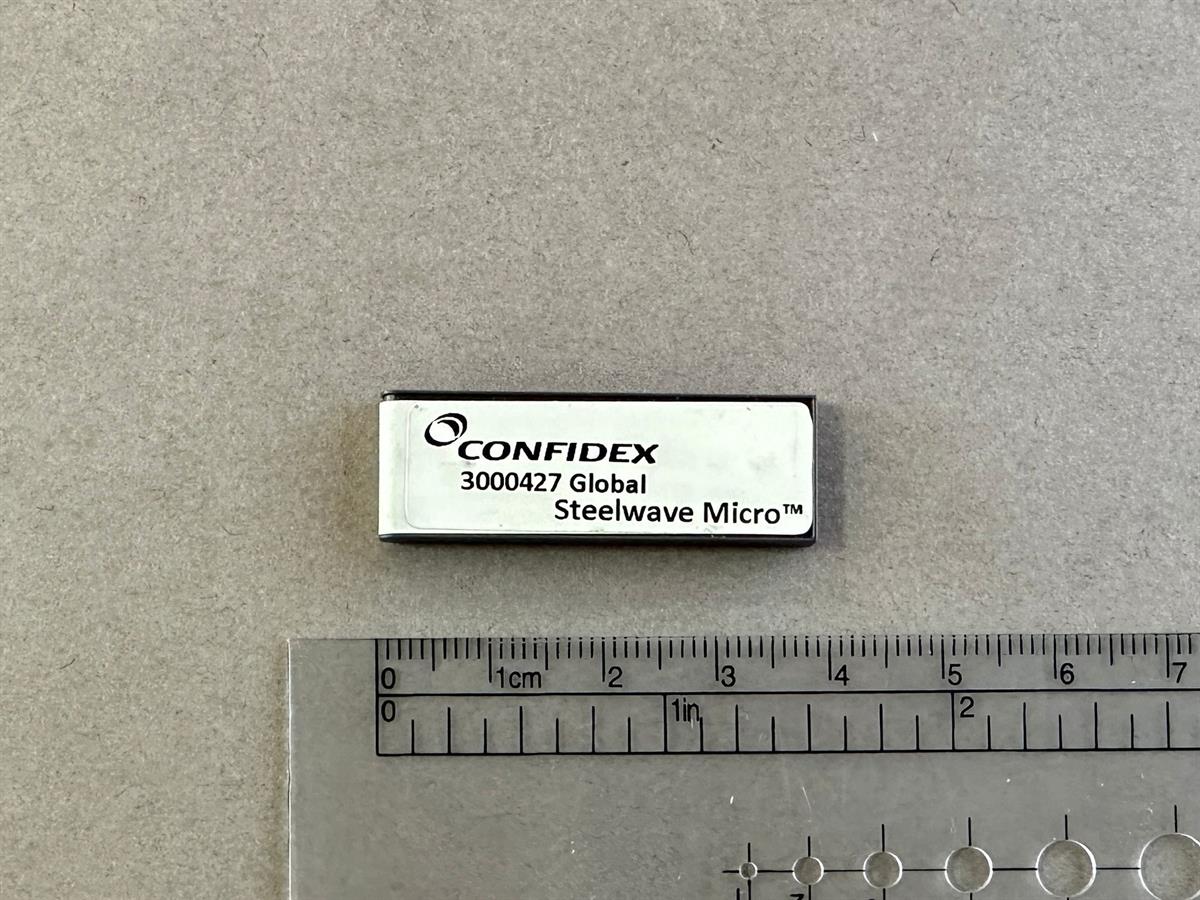 CONFIDEX
3000427 Global
Steelwave Micro™
0 1cm 2 3 4 5 6 7
0 1in 2